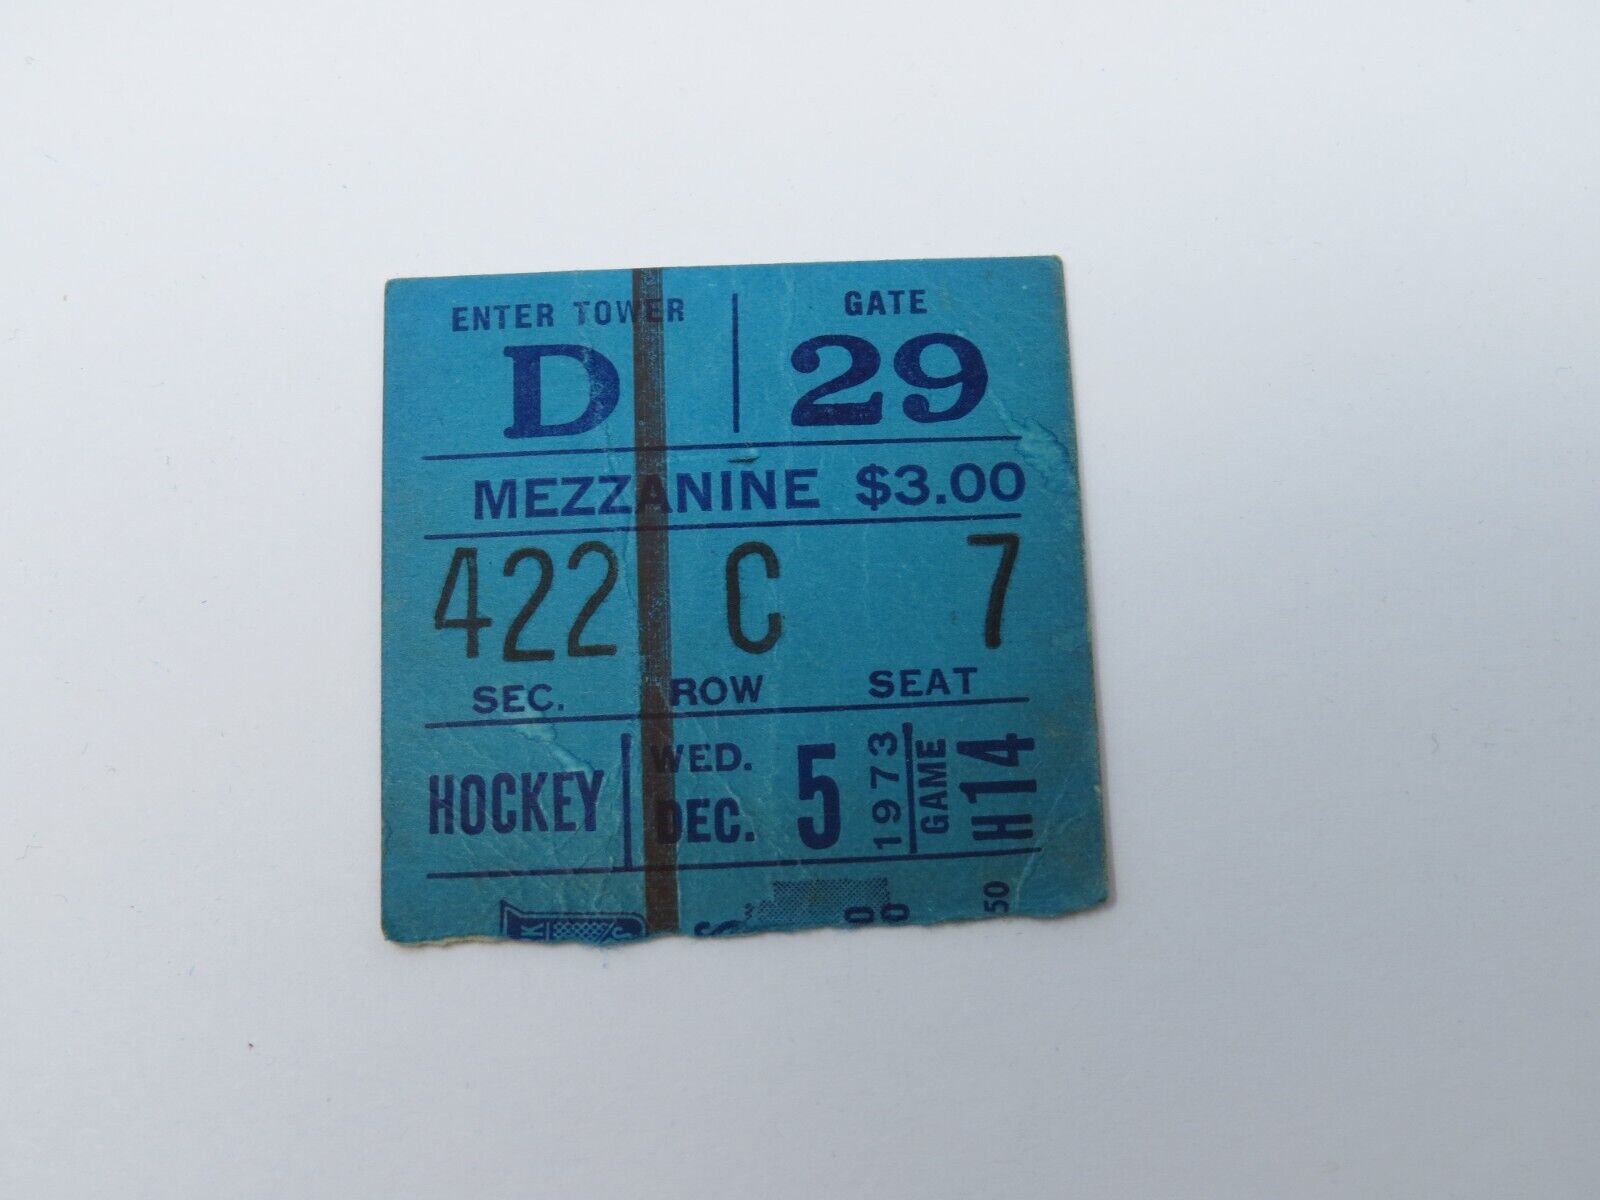 ENTER TOWER GATE
D 29
MEZZANINE $3.00
422 C 7
SEC. ROW SEAT
HOCKEY WED. DEC. 5 1973 GAME H14
50